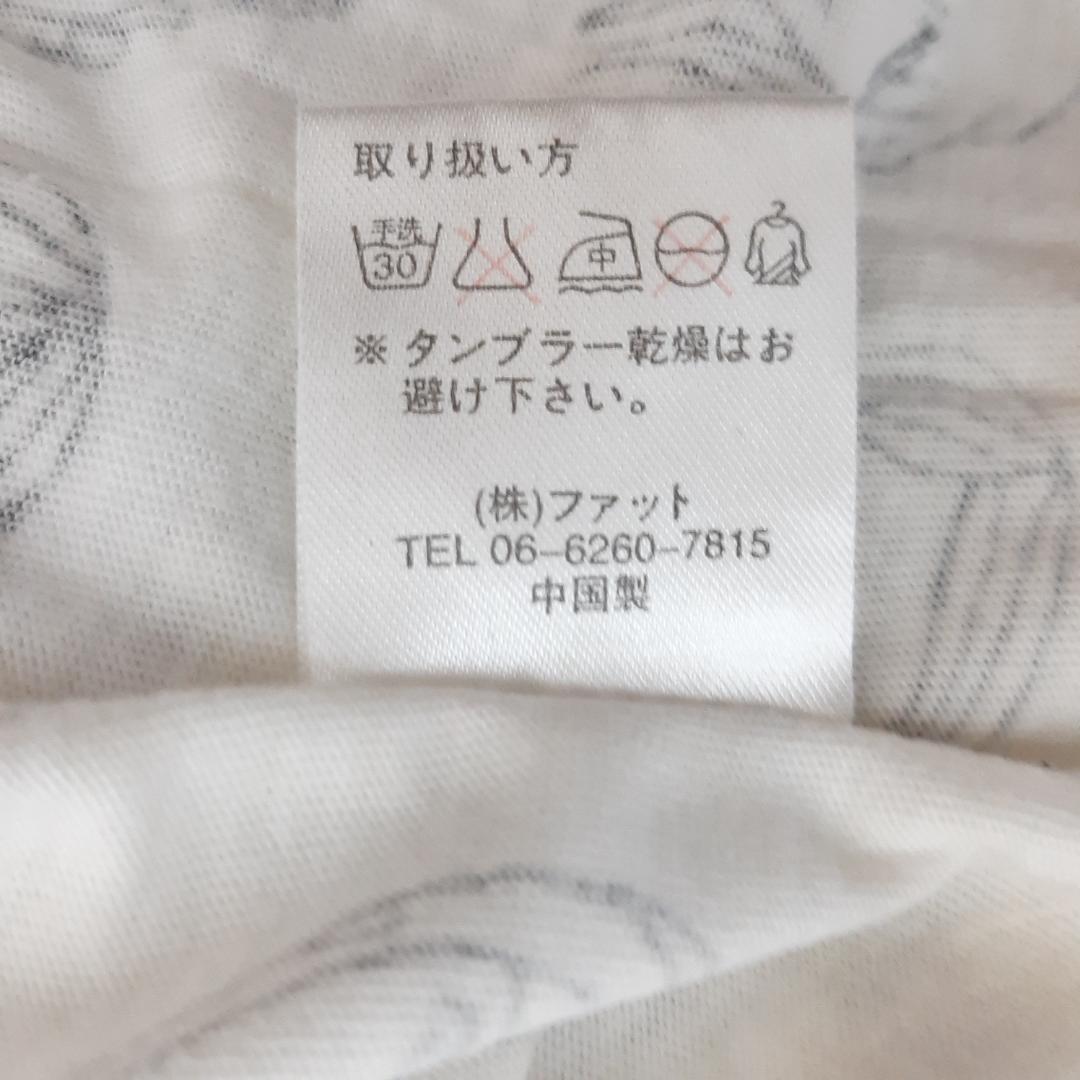 取り扱い方
手洗
30
中
※ タンブラー乾燥はお
避け下さい。
(株)ファット
TEL 06-6260-7815
中国製